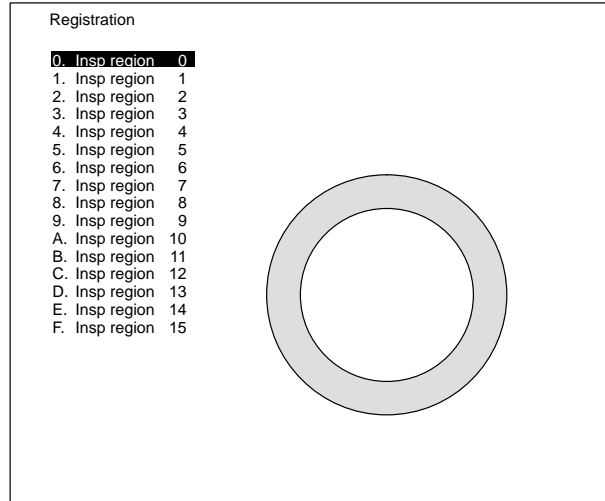 Registration
0. Insp region 0
1. Insp region 1
2. Insp region 2
3. Insp region 3
4. Insp region 4
5. Insp region 5
6. Insp region 6
7. Insp region 7
8. Insp region 8
9. Insp region 9
A. Insp region 10
B. Insp region 11
C. Insp region 12
D. Insp region 13
E. Insp region 14
F. Insp region 15